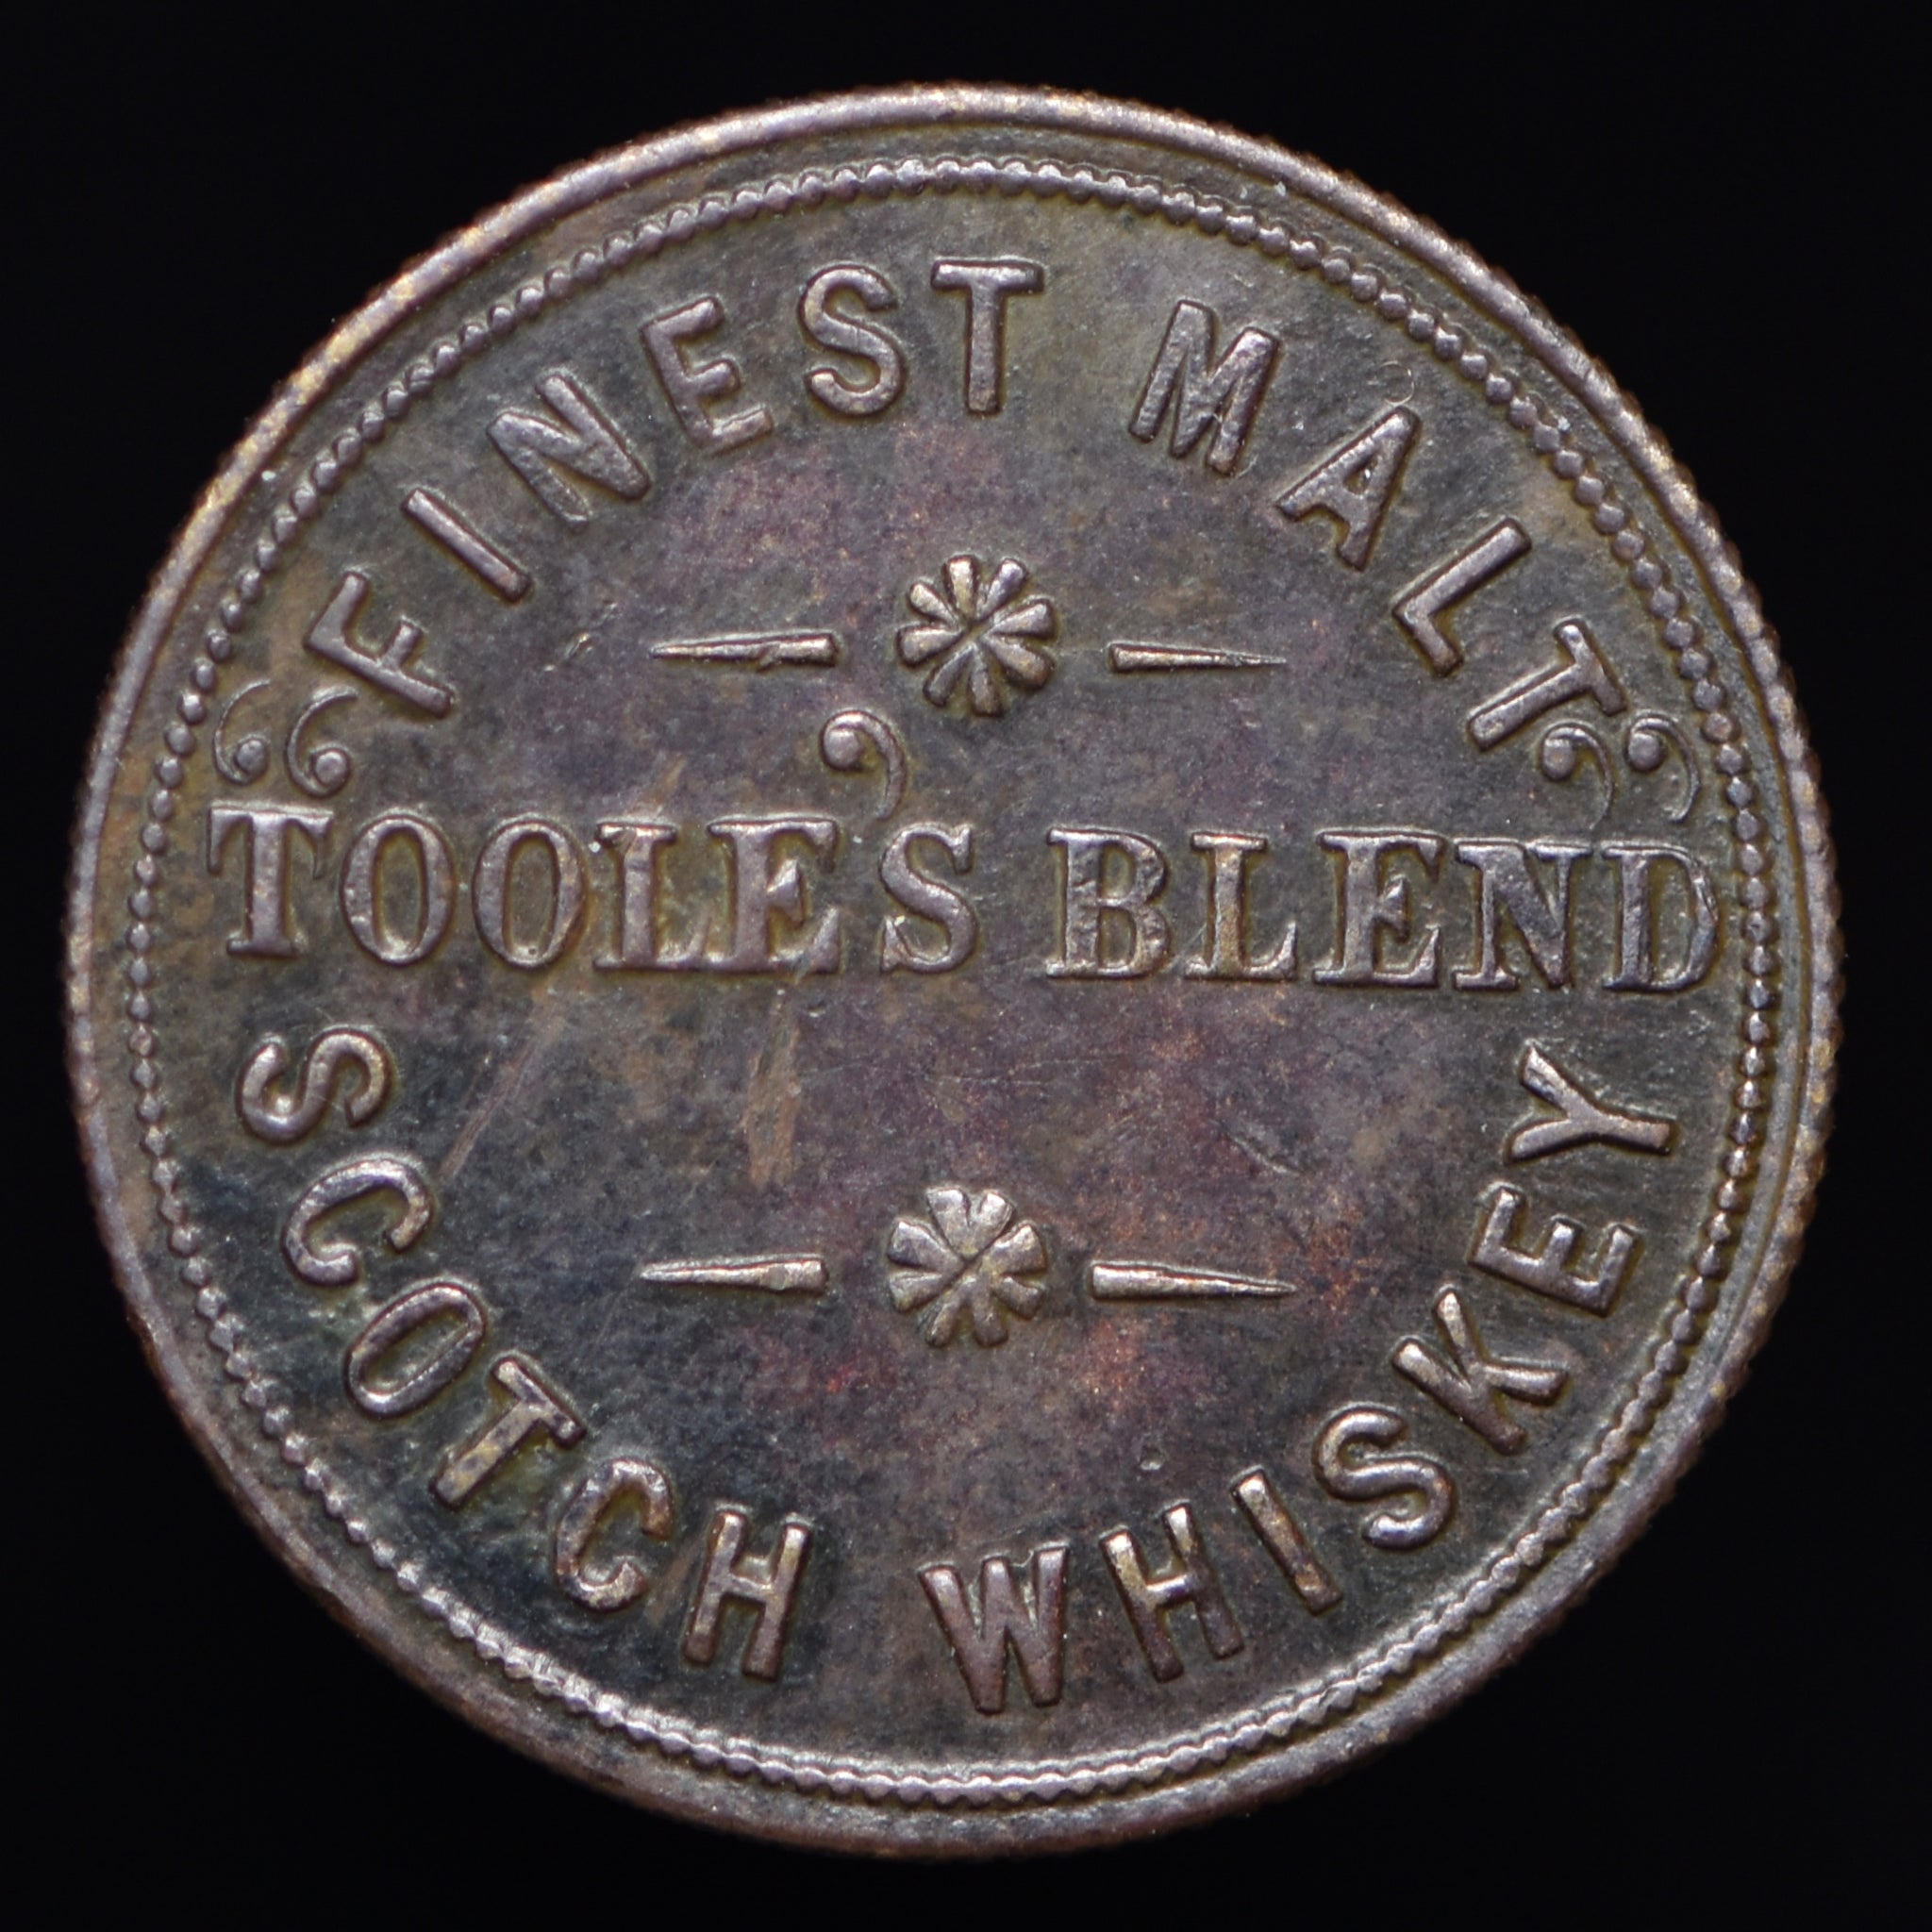 FINEST MALT
“TOOLE'S BLEND”
SCOTCH WHISKEY